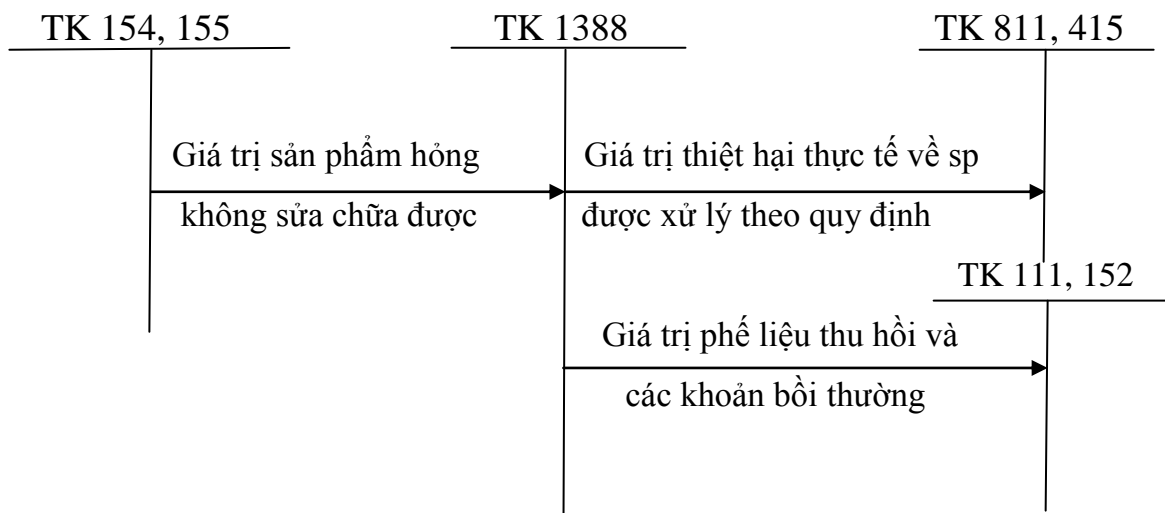 TK 154, 155
TK 1388
TK 811, 415
Giá trị sản phẩm hỏng
không sửa chữa được
Giá trị thiệt hại thực tế về sp
được xử lý theo quy định
TK 111, 152
Giá trị phế liệu thu hồi và
các khoản bồi thường